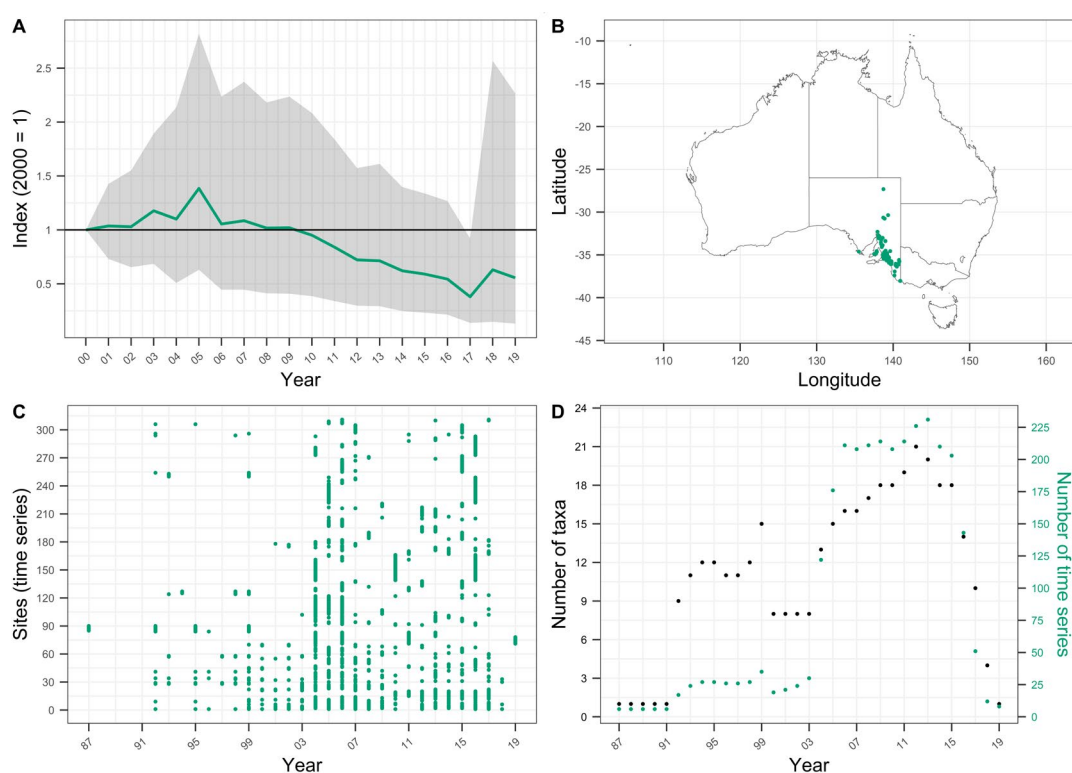 A
Index (2000 = 1)
2.5
2
1.5
1
0.5
00 01 02 03 04 05 06 07 08 09 10 11 12 13 14 15 16 17 18 19
Year
B
Latitude
-10
-15
-20
-25
-30
-35
-40
-45
110 120 130 140 150 160
Longitude
C
Sites (time series)
300
270
240
210
180
150
120
90
60
30
0
87 91 95 99 03 07 11 15 19
Year
D
Number of taxa
24
21
18
15
12
9
6
3
0
225
200
175
150
125
100
75
50
25
0
Number of time series
87 91 95 99 03 07 11 15 19
Year